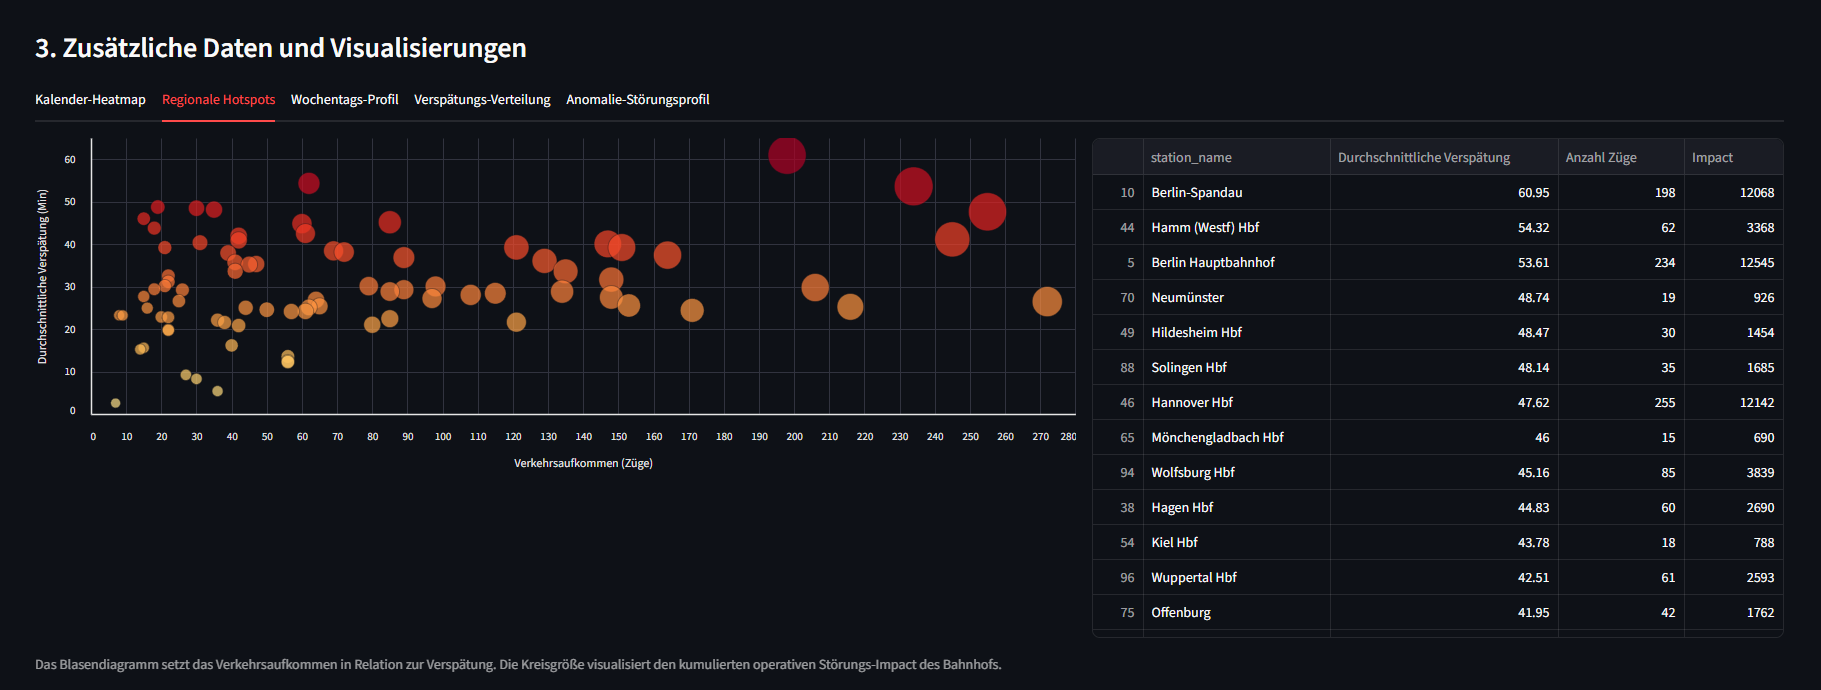 3. Zusätzliche Daten und Visualisierungen
Kalender-Heatmap Regionale Hotspots Wochentags-Profil Verspätungs-Verteilung Anomalie-Störungsprofil
Durchschnittliche Verspätung (Min)
60
50
40
30
20
10
0
0 10 20 30 40 50 60 70 80 90 100 110 120 130 140 150 160 170 180 190 200 210 220 230 240 250 260 270 280
Verkehrsaufkommen (Züge)
station_name Durchschnittliche Verspätung Anzahl Züge Impact
10 Berlin-Spandau 60.95 198 12068
44 Hamm (Westf) Hbf 54.32 62 3368
5 Berlin Hauptbahnhof 53.61 234 12545
70 Neumünster 48.74 19 926
49 Hildesheim Hbf 48.47 30 1454
88 Solingen Hbf 48.14 35 1685
46 Hannover Hbf 47.62 255 12142
65 Mönchengladbach Hbf 46 15 690
94 Wolfsburg Hbf 45.16 85 3839
38 Hagen Hbf 44.83 60 2690
54 Kiel Hbf 43.78 18 788
96 Wuppertal Hbf 42.51 61 2593
75 Offenburg 41.95 42 1762
Das Blasendiagramm setzt das Verkehrsaufkommen in Relation zur Verspätung. Die Kreisgröße visualisiert den kumulierten operativen Störungs-Impact des Bahnhofs.